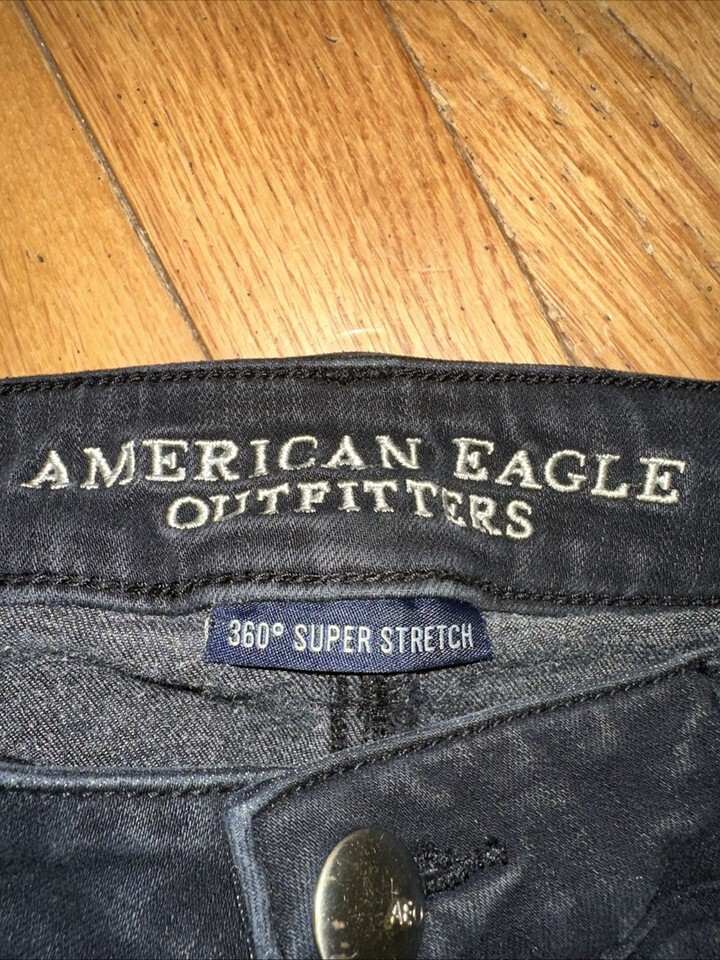 AMERICAN EAGLE
OUTFITTERS
360° SUPER STRETCH